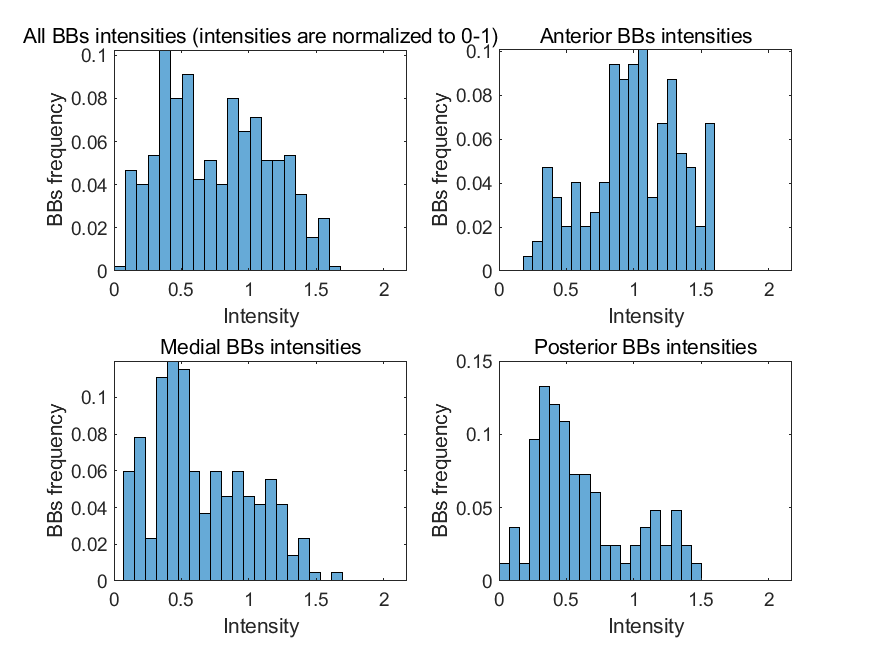 All BBs intensities (intensities are normalized to 0-1)
0.1
0.08
0.06
0.04
0.02
0
BBs frequency
0 0.5 1 1.5 2
Intensity
Anterior BBs intensities
0.1
0.08
0.06
0.04
0.02
0
BBs frequency
0 0.5 1 1.5 2
Intensity
Medial BBs intensities
0.1
0.08
0.06
0.04
0.02
0
BBs frequency
0 0.5 1 1.5 2
Intensity
Posterior BBs intensities
0.15
0.1
0.05
0
BBs frequency
0 0.5 1 1.5 2
Intensity